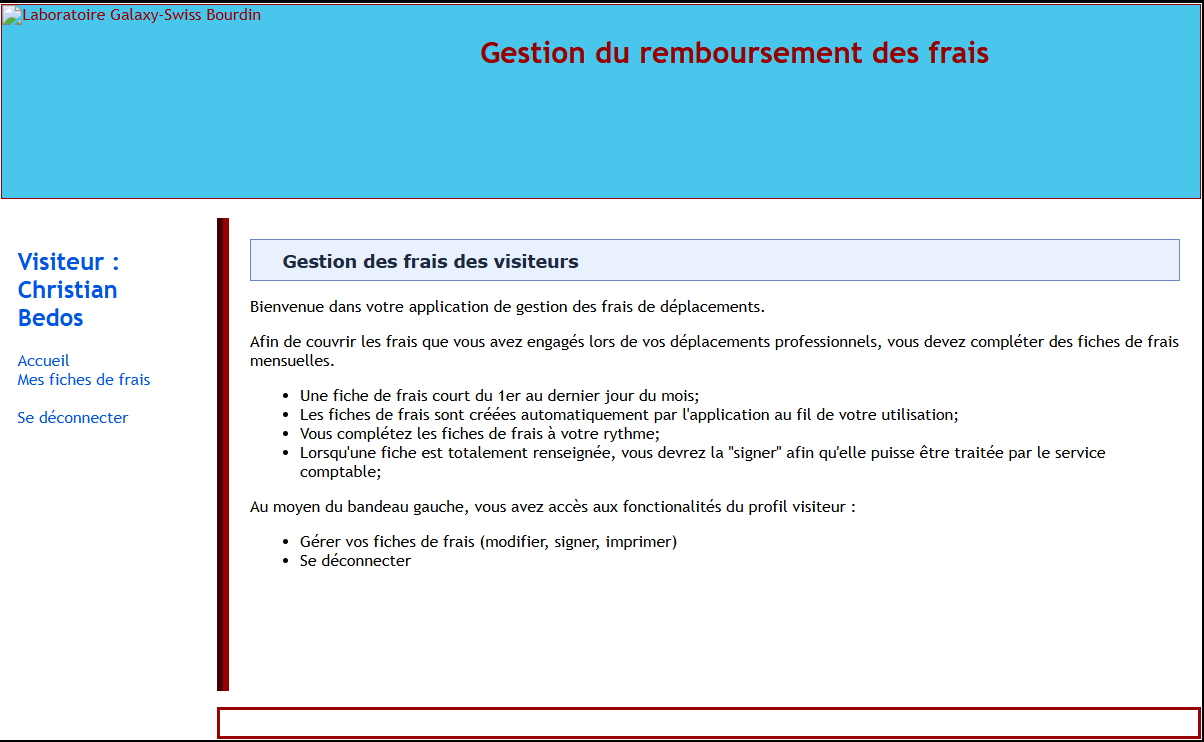 Laboratoire Galaxy-Swiss Bourdin
Gestion du remboursement des frais
Visiteur :
Christian
Bedos
Accueil
Mes fiches de frais
Se déconnecter
Gestion des frais des visiteurs
Bienvenue dans votre application de gestion des frais de déplacements.
Afin de couvrir les frais que vous avez engagés lors de vos déplacements professionnels, vous devez compléter des fiches de frais
mensuelles.
• Une fiche de frais court du 1er au dernier jour du mois;
• Les fiches de frais sont créées automatiquement par l'application au fil de votre utilisation;
• Vous complétez les fiches de frais à votre rythme;
• Lorsqu'une fiche est totalement renseignée, vous devrez la "signer" afin qu'elle puisse être traitée par le service
comptable;
Au moyen du bandeau gauche, vous avez accès aux fonctionalités du profil visiteur :
• Gérer vos fiches de frais (modifier, signer, imprimer)
• Se déconnecter